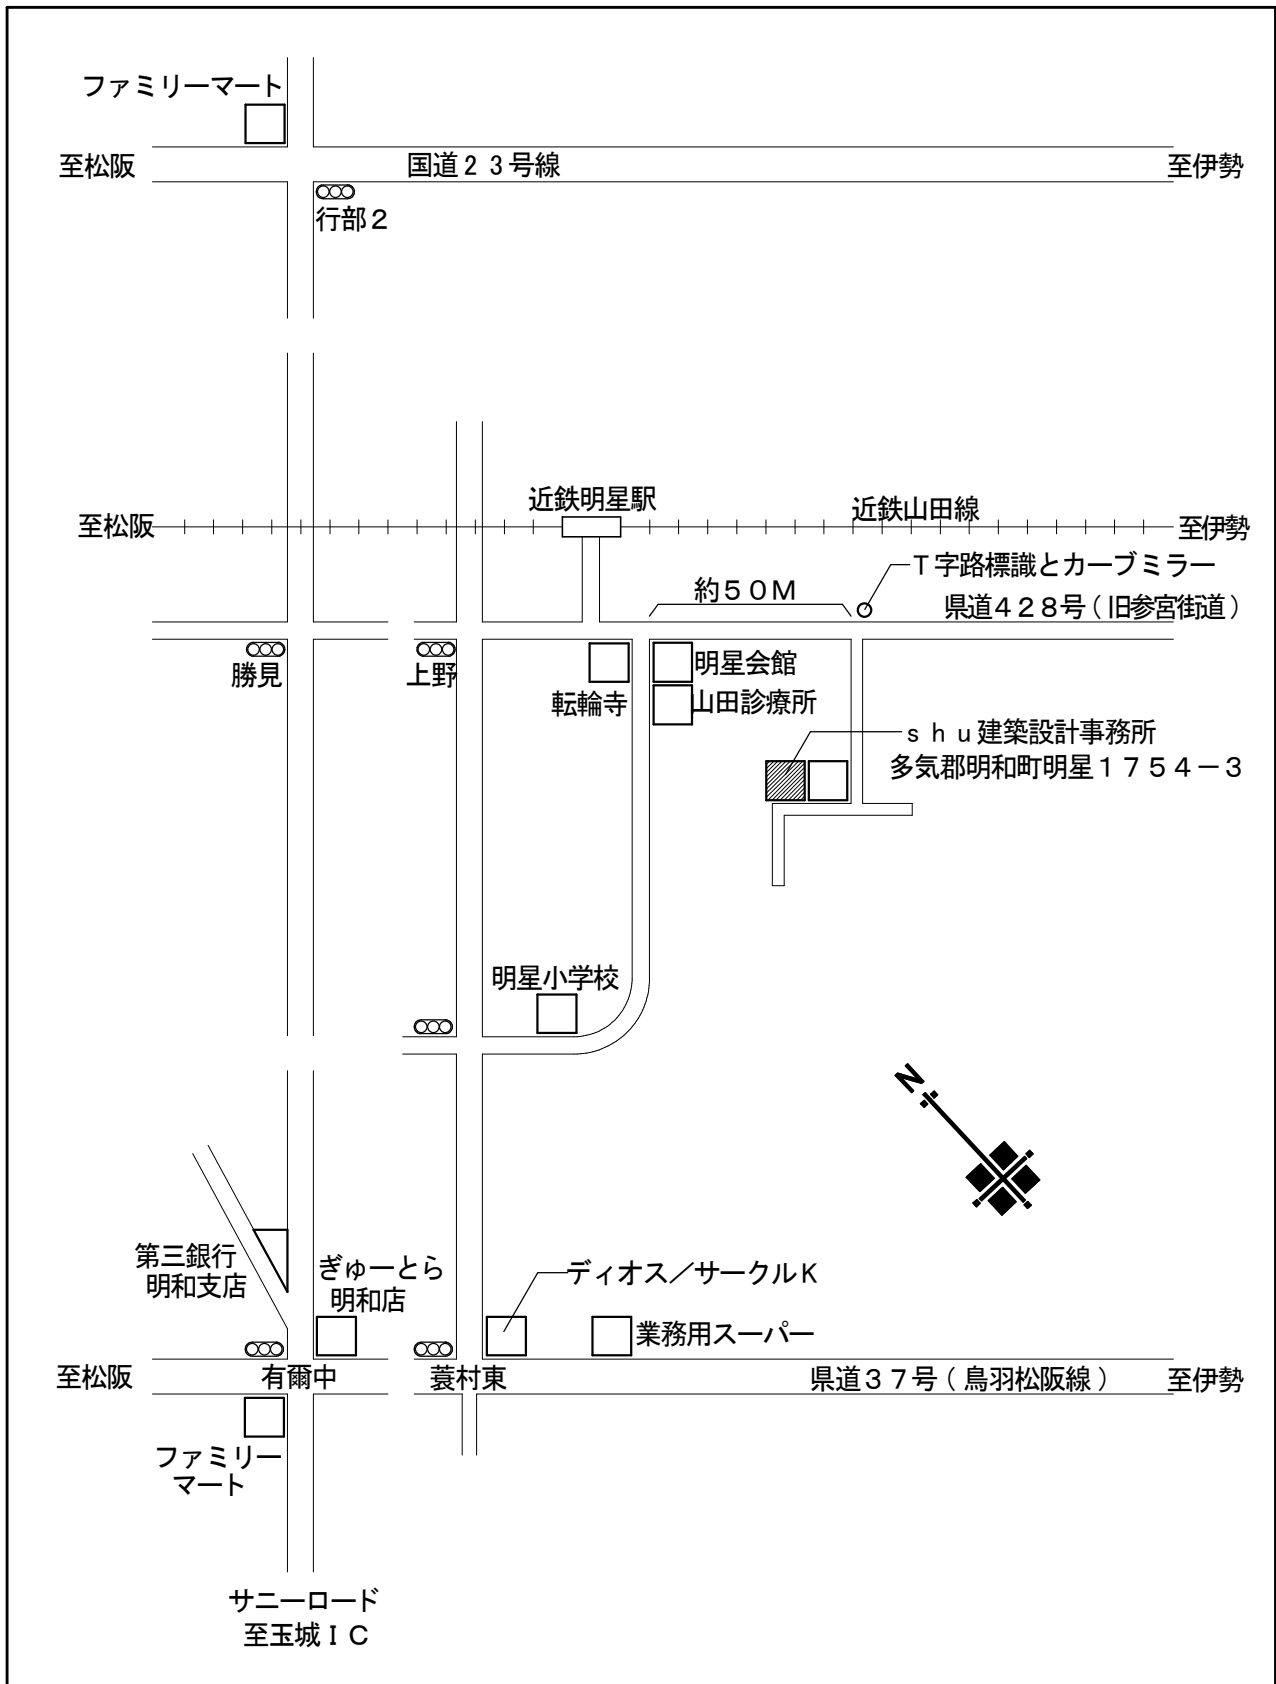 ファミリーマート
至松阪
国道23号線
至伊勢
行部2
近鉄明星駅
近鉄山田線
至松阪
至伊勢
T字路標識とカーブミラー
約50M
県道428号(旧参宮街道)
勝見
上野
転輪寺
明星会館
山田診療所
shu建築設計事務所
多気郡明和町明星1754-3
明星小学校
N
第三銀行
明和支店
ぎゅーとら
明和店
ディオス/サークルK
業務用スーパー
至松阪
有爾中
蓑村東
県道37号(鳥羽松阪線)
至伊勢
ファミリー
マート
サニーロード
至玉城IC